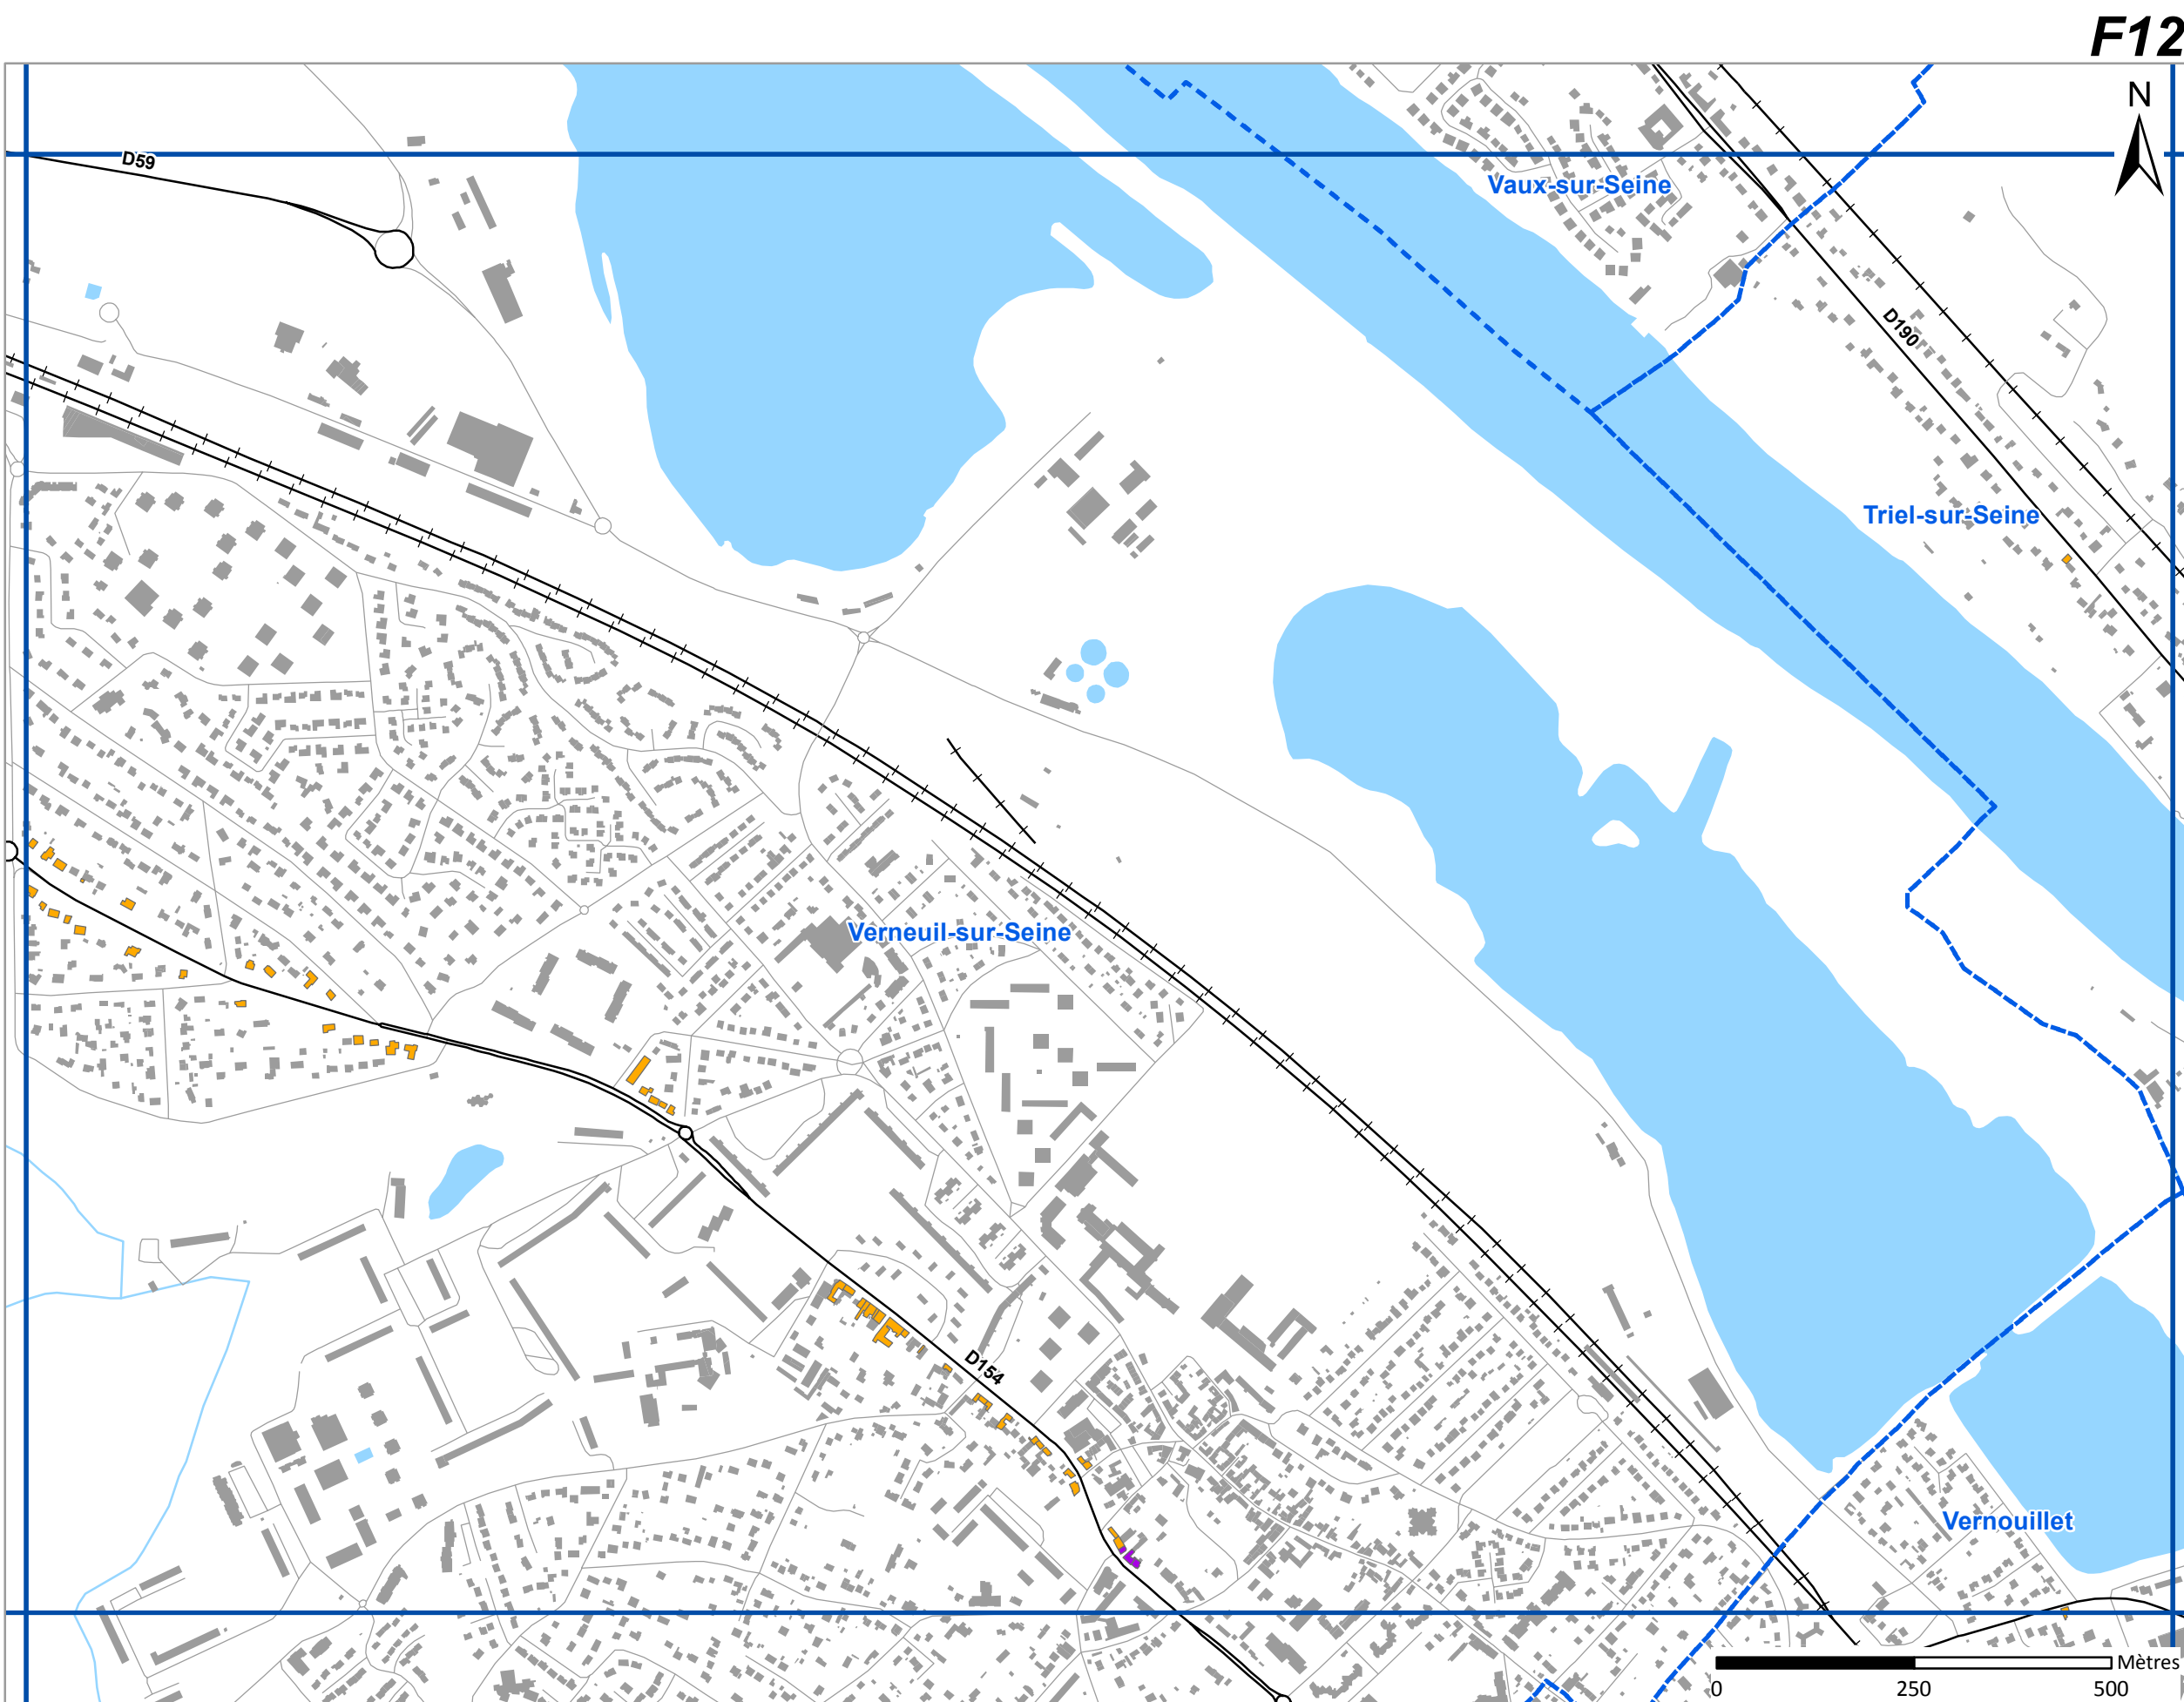 F12
N
D59
Vaux-sur-Seine
D190
Triel-sur-Seine
Verneuil-sur-Seine
D154
Vernouillet
Mètres
0 250 500